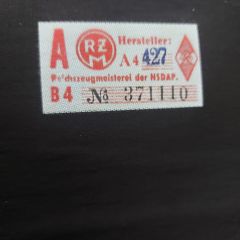 A RZM Hersteller:
A4 427
Reichszeugmeisterei der NSDAP.
B4 № 371110